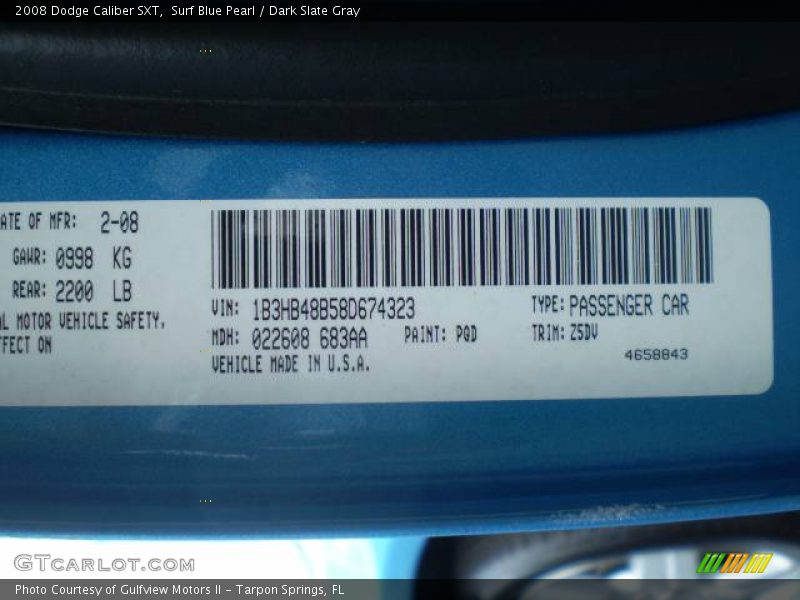 2008 Dodge Caliber SXT,  Surf Blue Pearl / Dark Slate Gray
ATE OF MFR: 2-08
GAWR: 0998 KG
REAR: 2200 LB
L MOTOR VEHICLE SAFETY,
FFECT ON
VIN: 1B3HB48B58D674323
TYPE: PASSENGER CAR
MDH: 022608 683AA
PAINT: PQD
TRIM: Z5DV
VEHICLE MADE IN U.S.A.
4658843
GTCARLOT.COM
Photo Courtesy of Gulfview Motors II – Tarpon Springs, FL